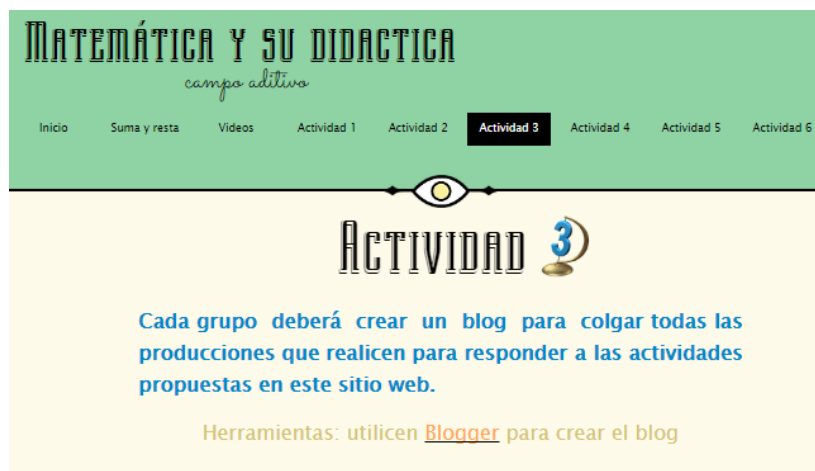 Matemática y su didactica
campo aditivo
Inicio Suma y resta Videos Actividad 1 Actividad 2 Actividad 3 Actividad 4 Actividad 5 Actividad 6
Actividad 3
Cada grupo deberá crear un blog para colgar todas las
producciones que realicen para responder a las actividades
propuestas en este sitio web.
Herramientas: utilicen Blogger para crear el blog